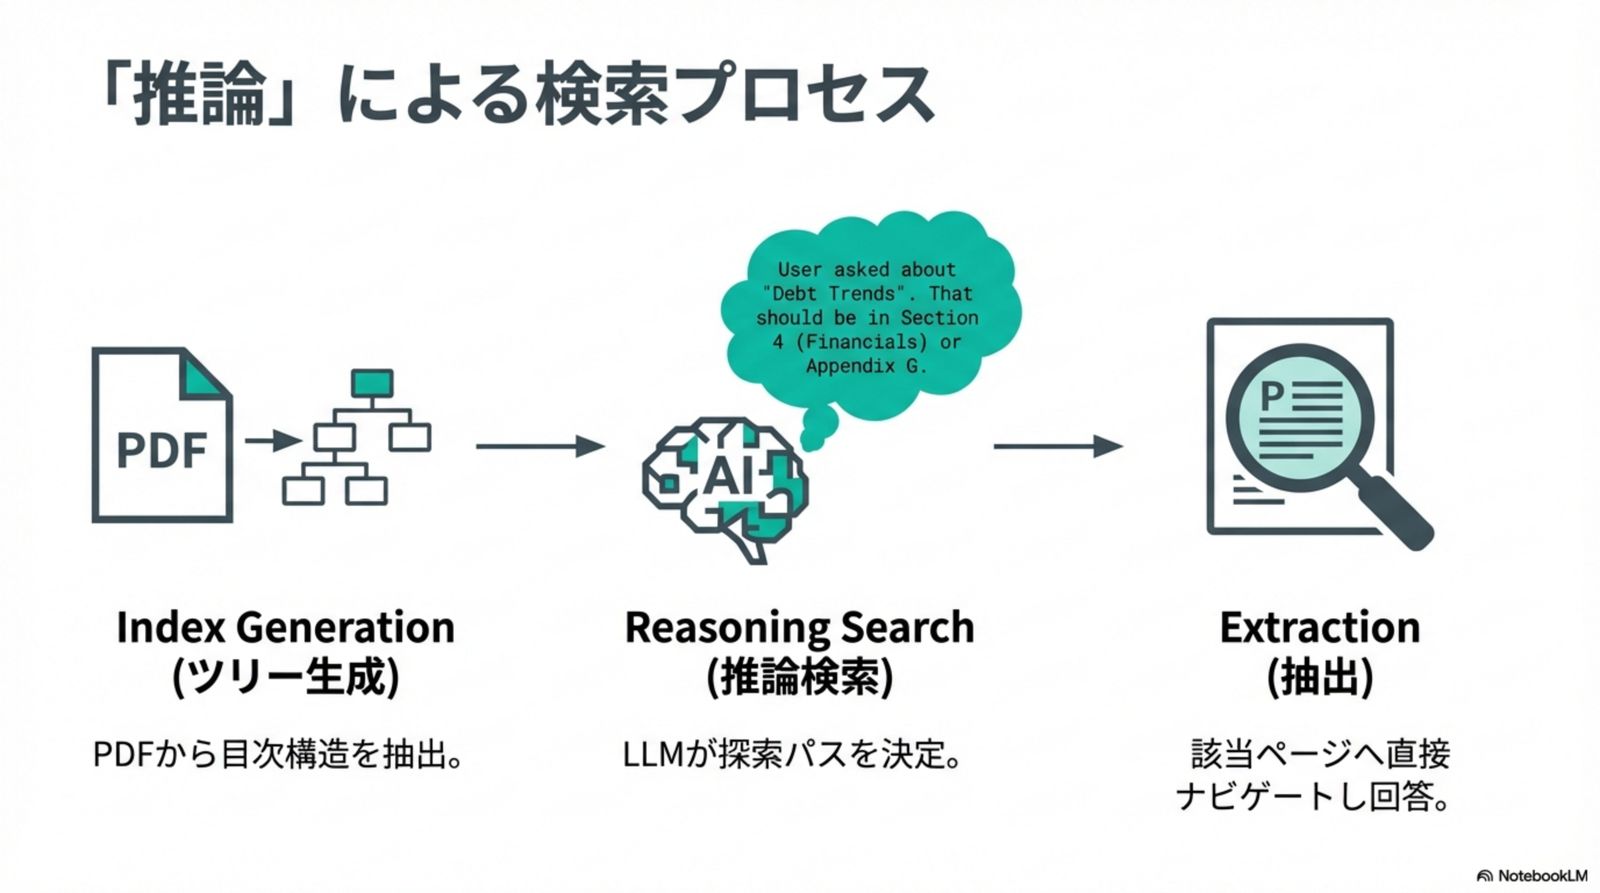 「推論」による検索プロセス
User asked about
"Debt Trends". That
should be in Section
4 (Financials) or
Appendix G.
PDF
AI
P
Index Generation
(ツリー生成)
PDFから目次構造を抽出。
Reasoning Search
(推論検索)
LLMが探索パスを決定。
Extraction
(抽出)
該当ページへ直接
ナビゲートし回答。
NotebookLM